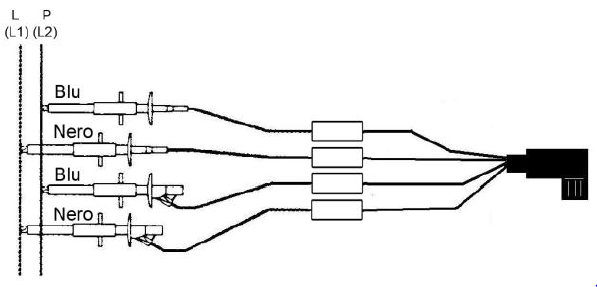 L P
(L1) (L2)
Blu
Nero
Blu
Nero